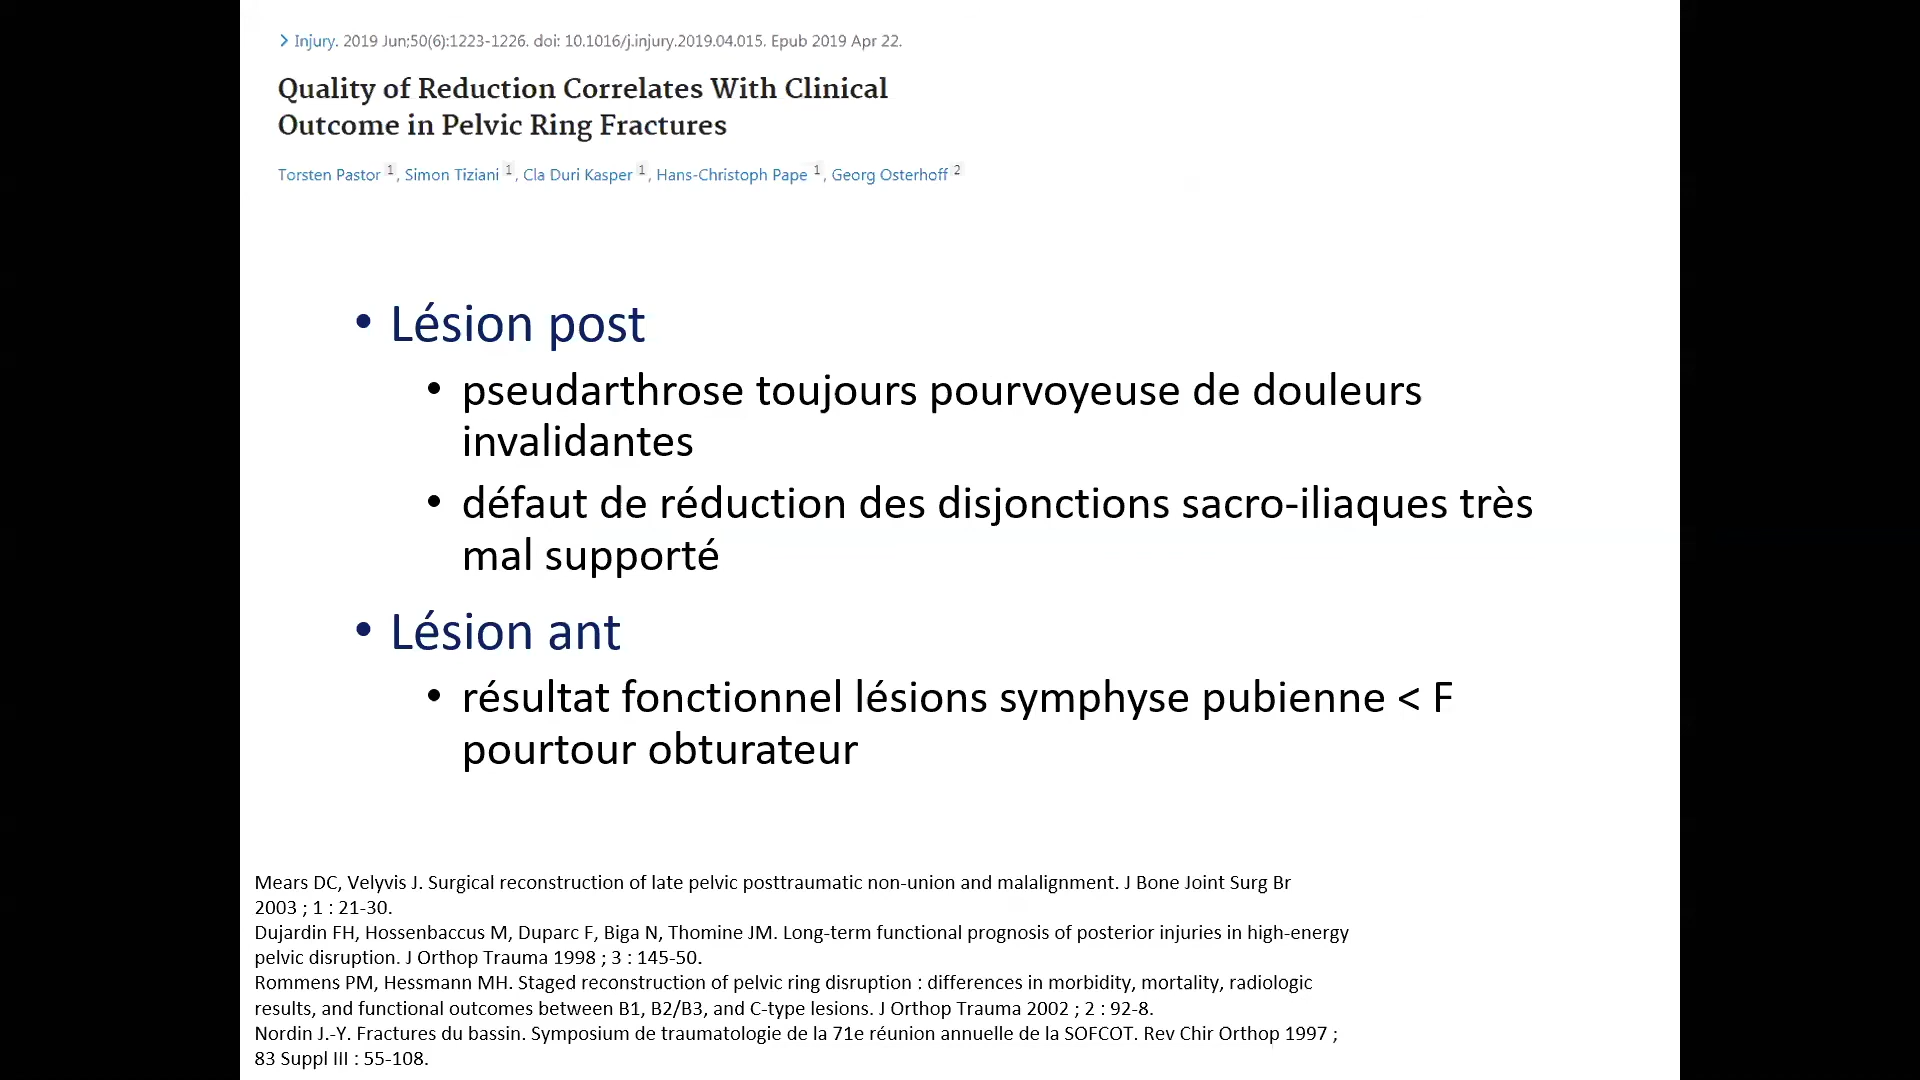 > Injury. 2019 Jun;50(6):1223-1226. doi: 10.1016/j.injury.2019.04.015. Epub 2019 Apr 22.
Quality of Reduction Correlates With Clinical
Outcome in Pelvic Ring Fractures
Torsten Pastor 1, Simon Tiziani 1, Cla Duri Kasper 1, Hans-Christoph Pape 1, Georg Osterhoff 2
• Lésion post
• pseudarthrose toujours pourvoyeuse de douleurs
invalidantes
• défaut de réduction des disjonctions sacro-iliaques très
mal supporté
• Lésion ant
• résultat fonctionnel lésions symphyse pubienne < F
pourtour obturateur
Mears DC, Velyvis J. Surgical reconstruction of late pelvic posttraumatic non-union and malalignment. J Bone Joint Surg Br
2003 ; 1 : 21-30.
Dujardin FH, Hossenbaccus M, Duparc F, Biga N, Thomine JM. Long-term functional prognosis of posterior injuries in high-energy
pelvic disruption. J Orthop Trauma 1998 ; 3 : 145-50.
Rommens PM, Hessmann MH. Staged reconstruction of pelvic ring disruption : differences in morbidity, mortality, radiologic
results, and functional outcomes between B1, B2/B3, and C-type lesions. J Orthop Trauma 2002 ; 2 : 92-8.
Nordin J.-Y. Fractures du bassin. Symposium de traumatologie de la 71e réunion annuelle de la SOFCOT. Rev Chir Orthop 1997 ;
83 Suppl III : 55-108.